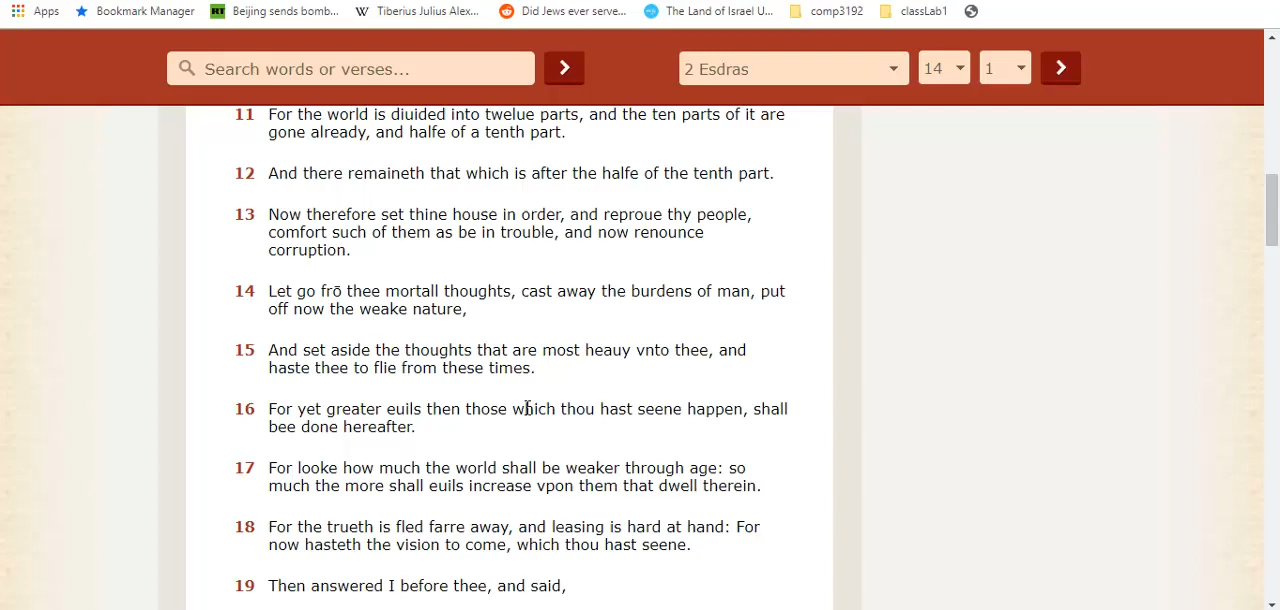 Apps Bookmark Manager RT Beijing sends bomb... W Tiberius Julius Alex... Did Jews ever serve... mp The Land of Israel U... comp3192 classLab1
Search words or verses... 2 Esdras 14 1
11 For the world is diuided into twelue parts, and the ten parts of it are
gone already, and halfe of a tenth part.
12 And there remaineth that which is after the halfe of the tenth part.
13 Now therefore set thine house in order, and reproue thy people,
comfort such of them as be in trouble, and now renounce
corruption.
14 Let go frō thee mortall thoughts, cast away the burdens of man, put
off now the weake nature,
15 And set aside the thoughts that are most heauy vnto thee, and
haste thee to flie from these times.
16 For yet greater euils then those which thou hast seene happen, shall
bee done hereafter.
17 For looke how much the world shall be weaker through age: so
much the more shall euils increase vpon them that dwell therein.
18 For the trueth is fled farre away, and leasing is hard at hand: For
now hasteth the vision to come, which thou hast seene.
19 Then answered I before thee, and said,